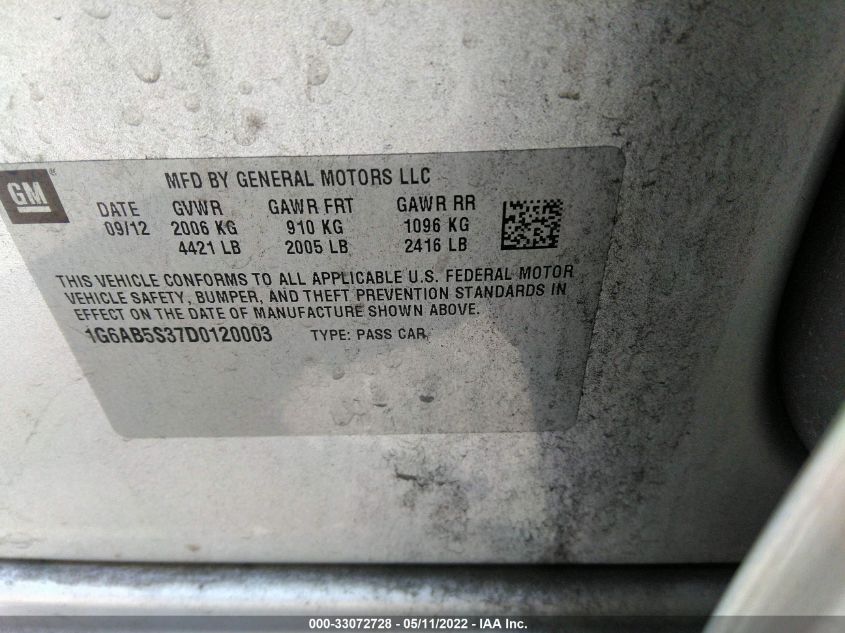 GM ®
MFD BY GENERAL MOTORS LLC
DATE GVWR GAWR FRT GAWR RR
09/12 2006 KG 910 KG 1096 KG
4421 LB 2005 LB 2416 LB
THIS VEHICLE CONFORMS TO ALL APPLICABLE U.S. FEDERAL MOTOR
VEHICLE SAFETY, BUMPER, AND THEFT PREVENTION STANDARDS IN
EFFECT ON THE DATE OF MANUFACTURE SHOWN ABOVE.
1G6AB5S37D0120003 TYPE: PASS CAR
000-33072728 - 05/11/2022 - IAA Inc.